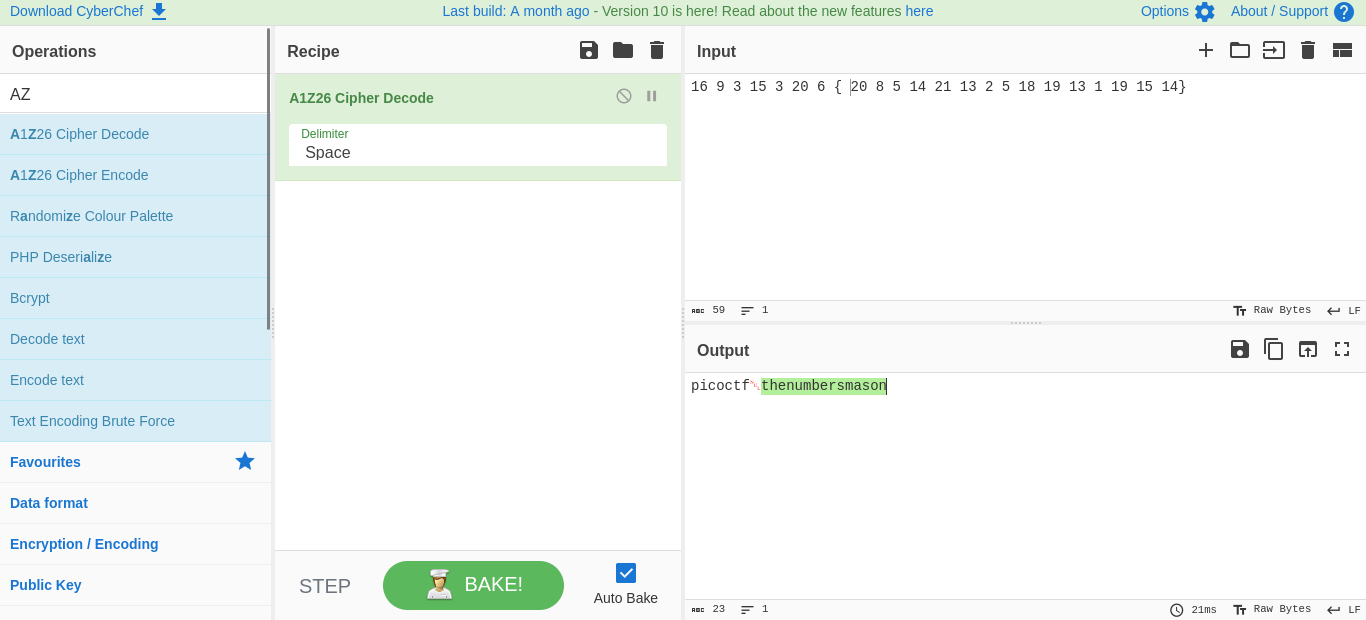 Download CyberChef
Last build: A month ago - Version 10 is here! Read about the new features here
Options
About / Support
Operations
AZ
A1Z26 Cipher Decode
A1Z26 Cipher Encode
Randomize Colour Palette
PHP Deserialize
Bcrypt
Decode text
Encode text
Text Encoding Brute Force
Favourites
Data format
Encryption / Encoding
Public Key
Recipe
A1Z26 Cipher Decode
Delimiter
Space
STEP
BAKE!
Auto Bake
Input
16 9 3 15 3 20 6 { 20 8 5 14 21 13 2 5 18 19 13 1 19 15 14}
ABC 59 1
Raw Bytes LF
Output
picoctf␚thenumbersmason
ABC 23 1
21ms Raw Bytes LF